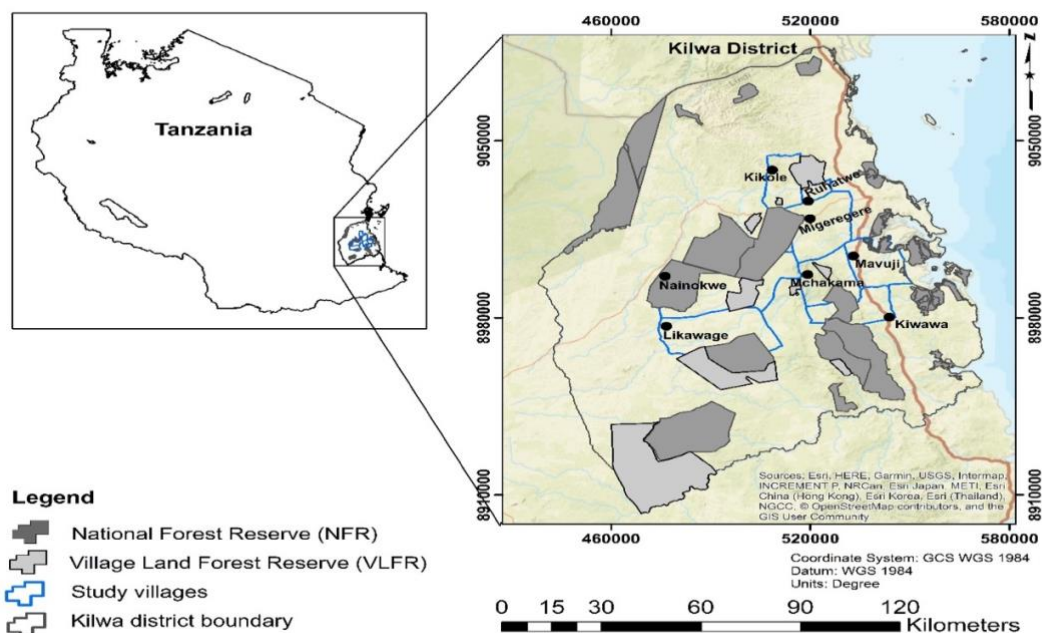 Tanzania
460000 520000 580000
Kilwa District
9050000
8980000
8910000
Kikole
Ruhatwe
Migeregere
Mavuji
Nainokwe
Mchakama
Kiwawa
Likawage
Sources: Esri, HERE, Garmin, USGS, Intermap,
INCREMENT P, NRCan, Esri Japan, METI, Esri
China (Hong Kong), Esri Korea, Esri (Thailand),
NGCC, © OpenStreetMap contributors, and the
GIS User Community
460000 520000 580000
Coordinate System: GCS WGS 1984
Datum: WGS 1984
Units: Degree
Legend
National Forest Reserve (NFR)
Village Land Forest Reserve (VLFR)
Study villages
Kilwa district boundary
0 15 30 60 90 120
Kilometers